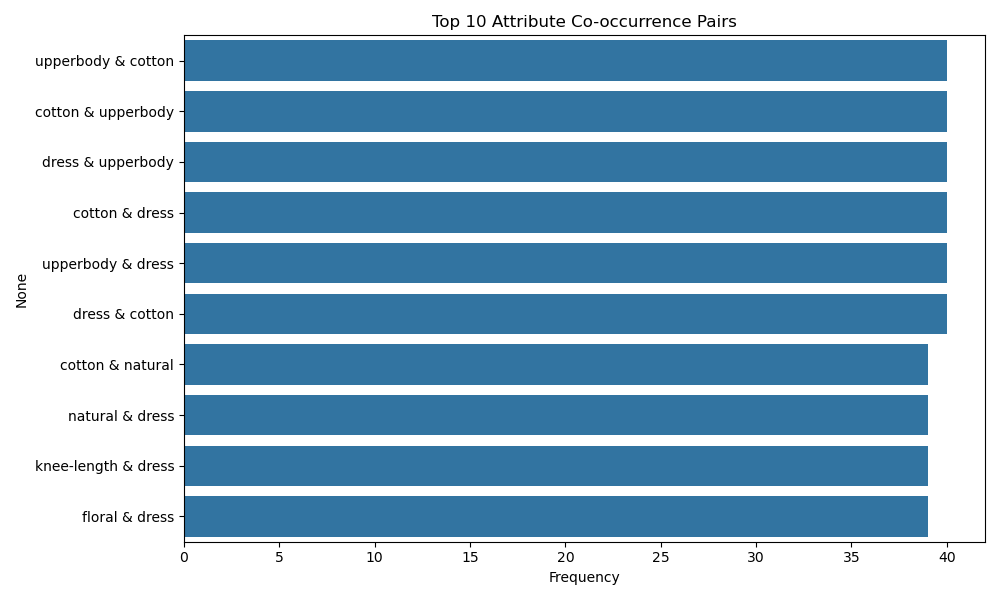 Top 10 Attribute Co-occurrence Pairs
upperbody & cotton
cotton & upperbody
dress & upperbody
cotton & dress
upperbody & dress
dress & cotton
cotton & natural
natural & dress
knee-length & dress
floral & dress
None
0 5 10 15 20 25 30 35 40
Frequency